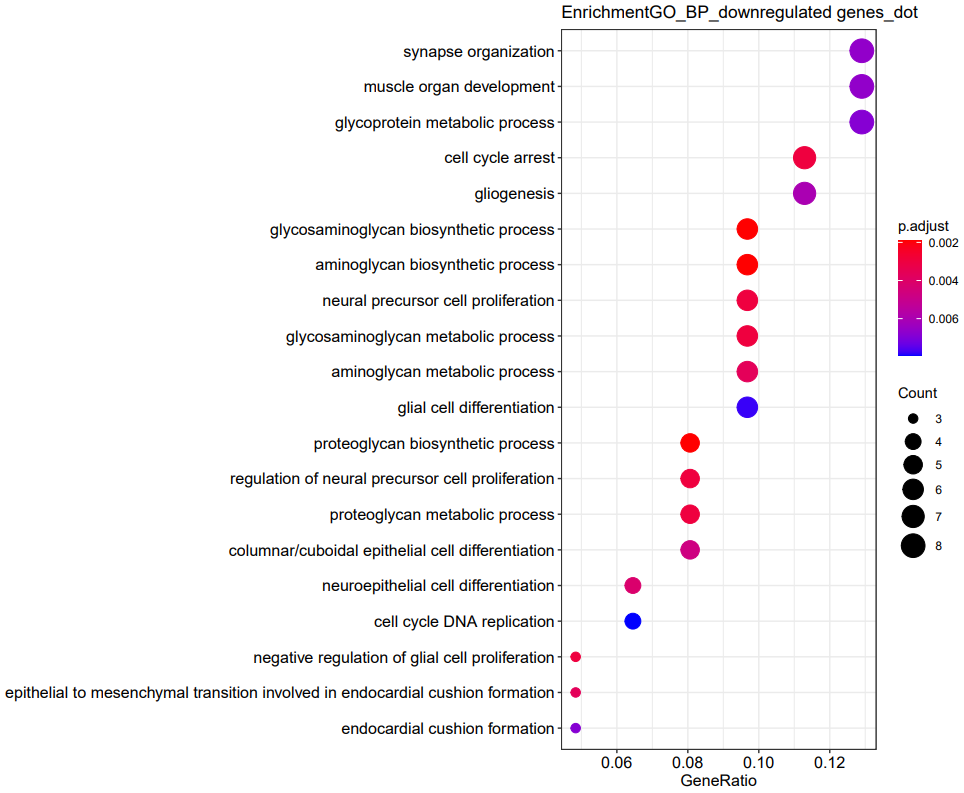 EnrichmentGO_BP_downregulated genes_dot
synapse organization
muscle organ development
glycoprotein metabolic process
cell cycle arrest
gliogenesis
glycosaminoglycan biosynthetic process
aminoglycan biosynthetic process
neural precursor cell proliferation
glycosaminoglycan metabolic process
aminoglycan metabolic process
glial cell differentiation
proteoglycan biosynthetic process
regulation of neural precursor cell proliferation
proteoglycan metabolic process
columnar/cuboidal epithelial cell differentiation
neuroepithelial cell differentiation
cell cycle DNA replication
negative regulation of glial cell proliferation
epithelial to mesenchymal transition involved in endocardial cushion formation
endocardial cushion formation
0.06 0.08 0.10 0.12
GeneRatio
p.adjust
0.002
0.004
0.006
Count
3
4
5
6
7
8